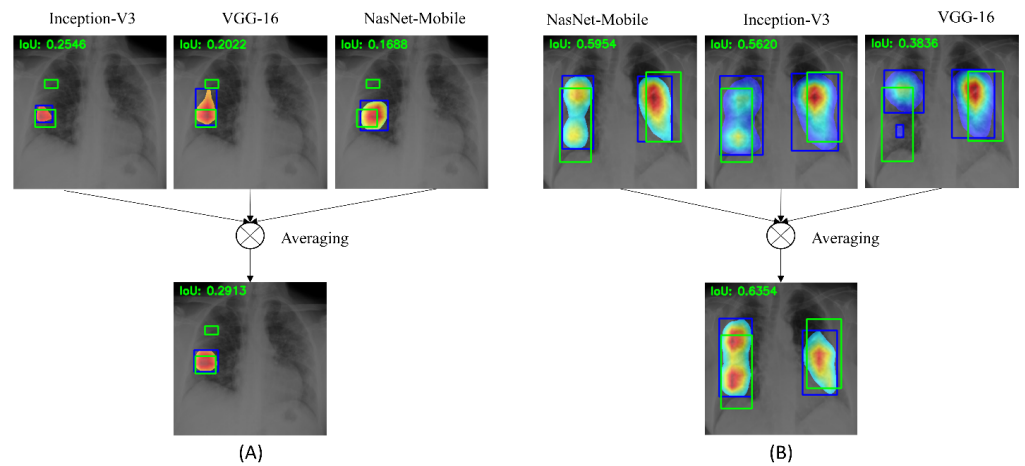 Inception-V3 VGG-16 NasNet-Mobile
IoU: 0.2546 IoU: 0.2022 IoU: 0.1688
Averaging
IoU: 0.2913
(A)
NasNet-Mobile Inception-V3 VGG-16
IoU: 0.5954 IoU: 0.5620 IoU: 0.3836
Averaging
IoU: 0.6354
(B)